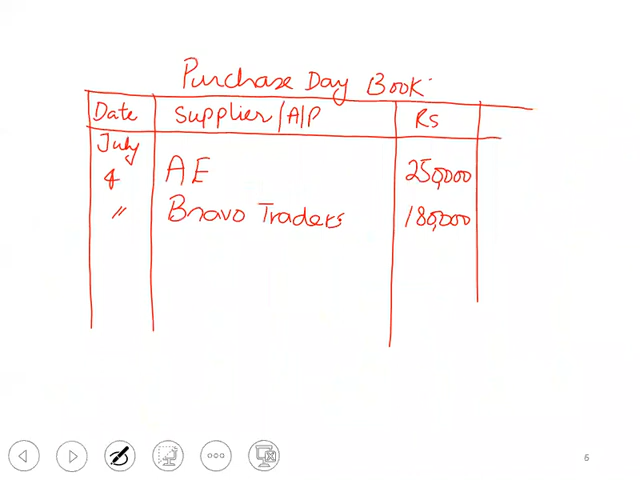 Purchase Day Book
Date Supplier/A/P Rs
July
4 AE 250,000
" Bravo Traders 180,000
6